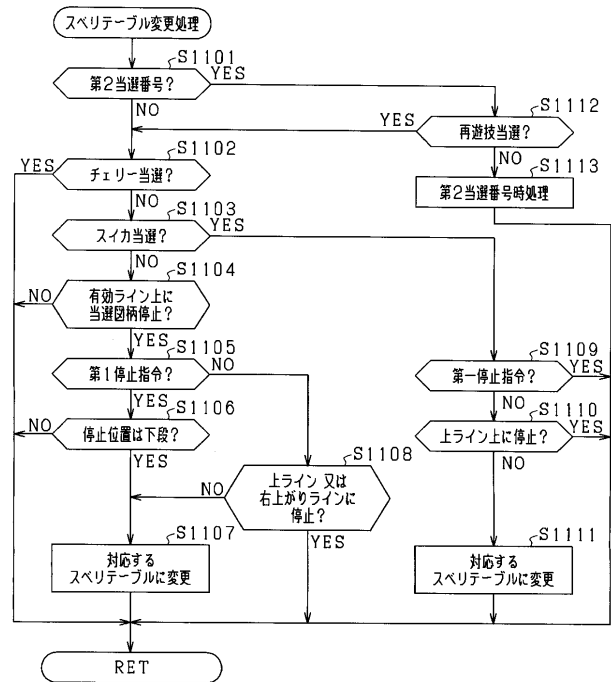 スベリテーブル変更処理
S1101
第2当選番号?
YES
NO
S1112
再遊技当選?
YES
NO
S1102
チェリー当選?
YES
NO
S1113
第2当選番号時処理
S1103
スイカ当選?
YES
NO
S1104
有効ライン上に
当選図柄停止?
NO
YES
S1105
第1停止指令?
NO
YES
S1109
第一停止指令?
YES
NO
S1106
停止位置は下段?
NO
YES
S1110
上ライン上に停止?
YES
NO
S1108
上ライン 又は
右上がりラインに
停止?
NO
YES
S1107
対応する
スベリテーブルに変更
S1111
対応する
スベリテーブルに変更
RET